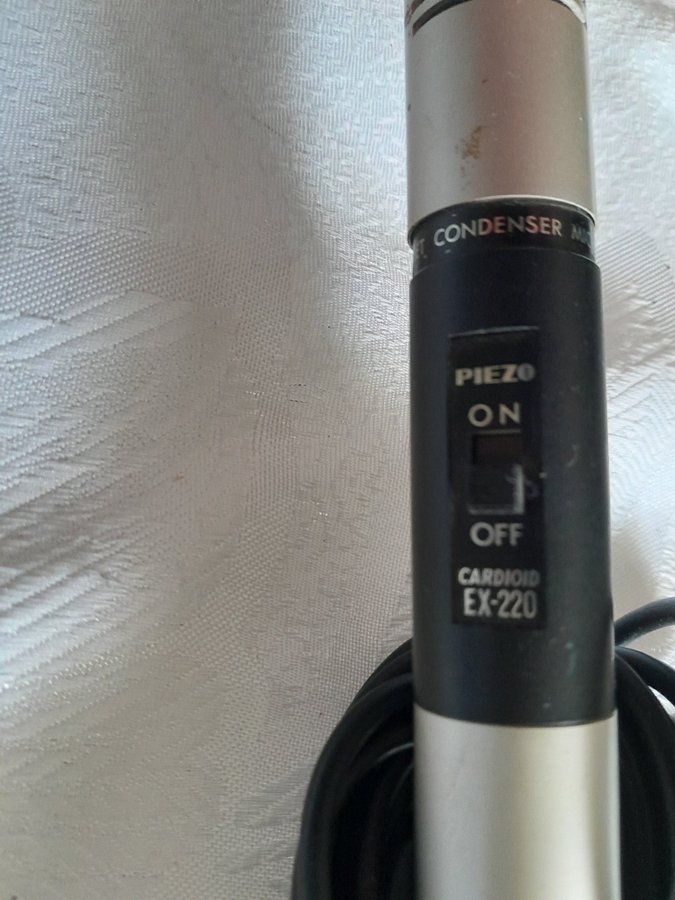 CONDENSER
PIEZO
ON
OFF
CARDIOID
EX-220